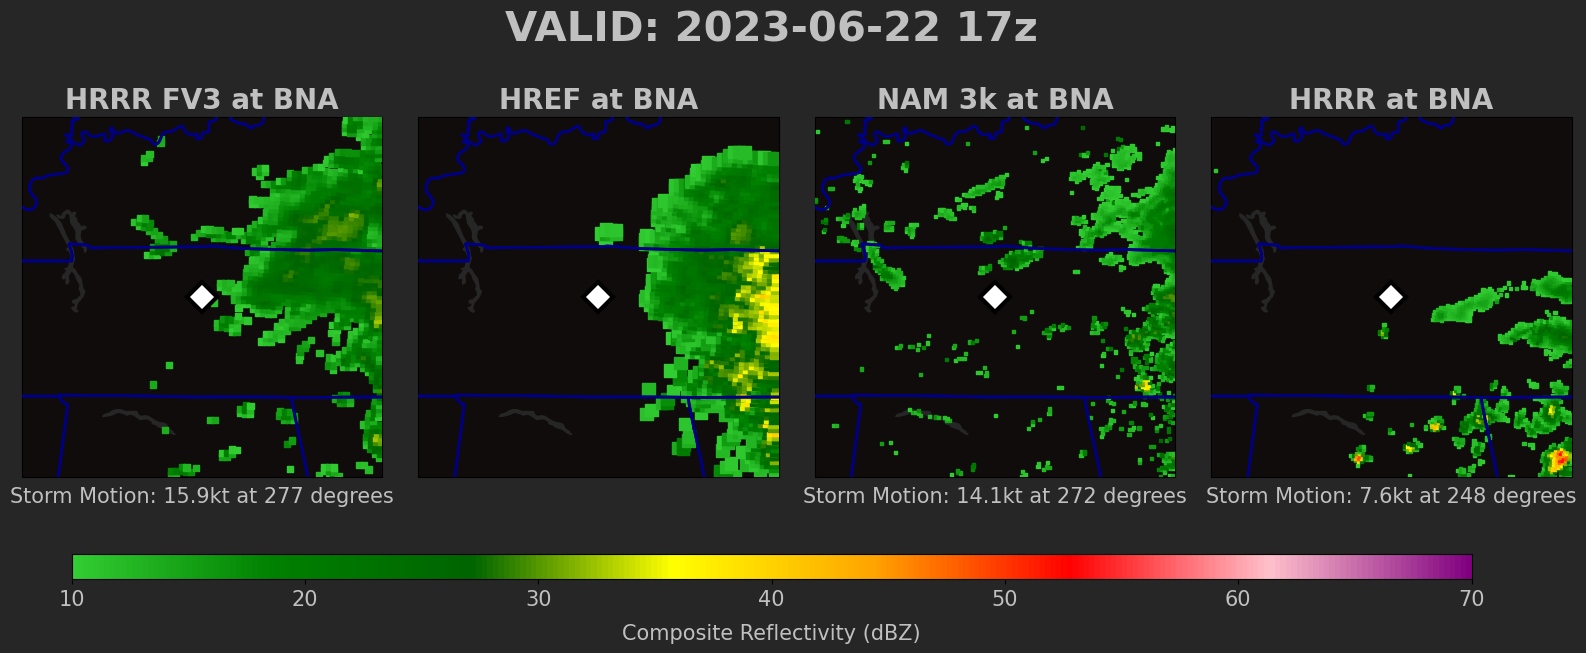 VALID: 2023-06-22 17z
HRRR FV3 at BNA
HREF at BNA
NAM 3k at BNA
HRRR at BNA
Storm Motion: 15.9kt at 277 degrees
Storm Motion: 14.1kt at 272 degrees
Storm Motion: 7.6kt at 248 degrees
10 20 30 40 50 60 70
Composite Reflectivity (dBZ)